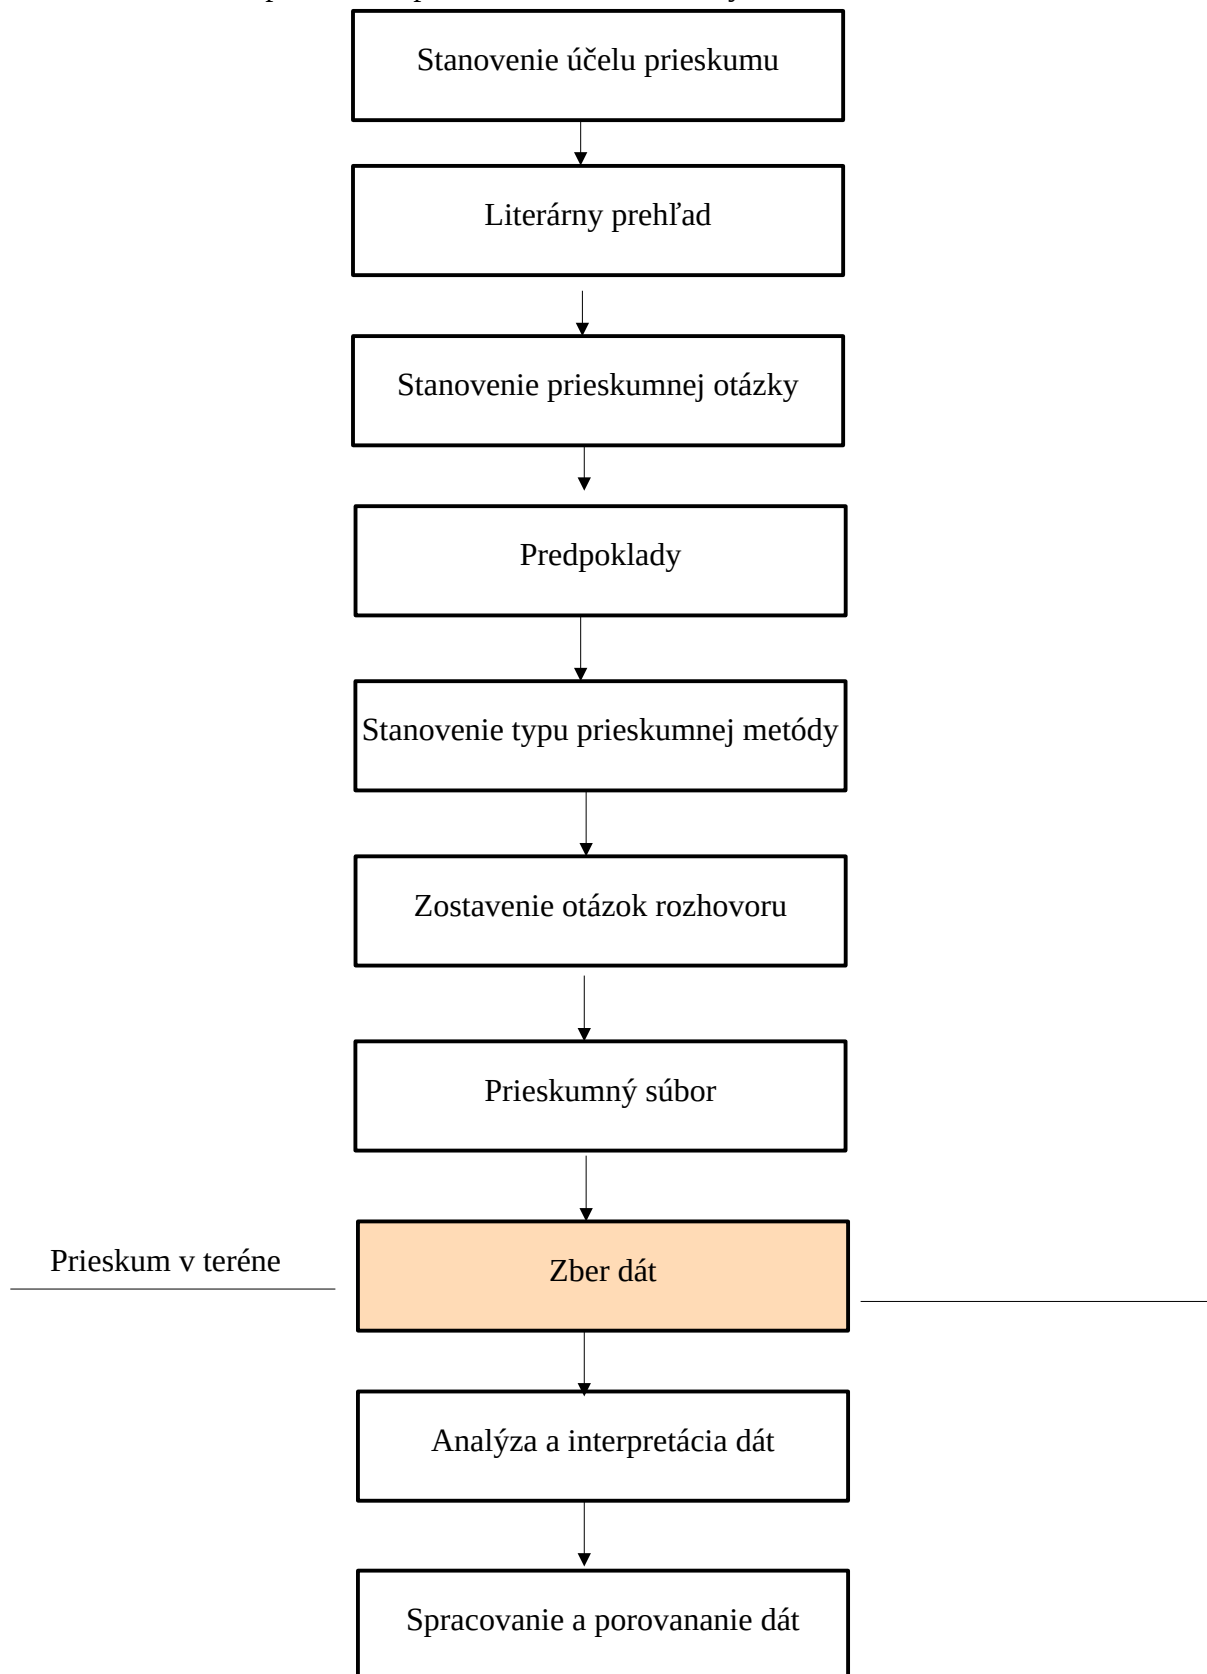 Stanovenie účelu prieskumu
Literárny prehľad
Stanovenie prieskumnej otázky
Predpoklady
Stanovenie typu prieskumnej metódy
Zostavenie otázok rozhovoru
Prieskumný súbor
Prieskum v teréne
Zber dát
Analýza a interpretácia dát
Spracovanie a porovananie dát